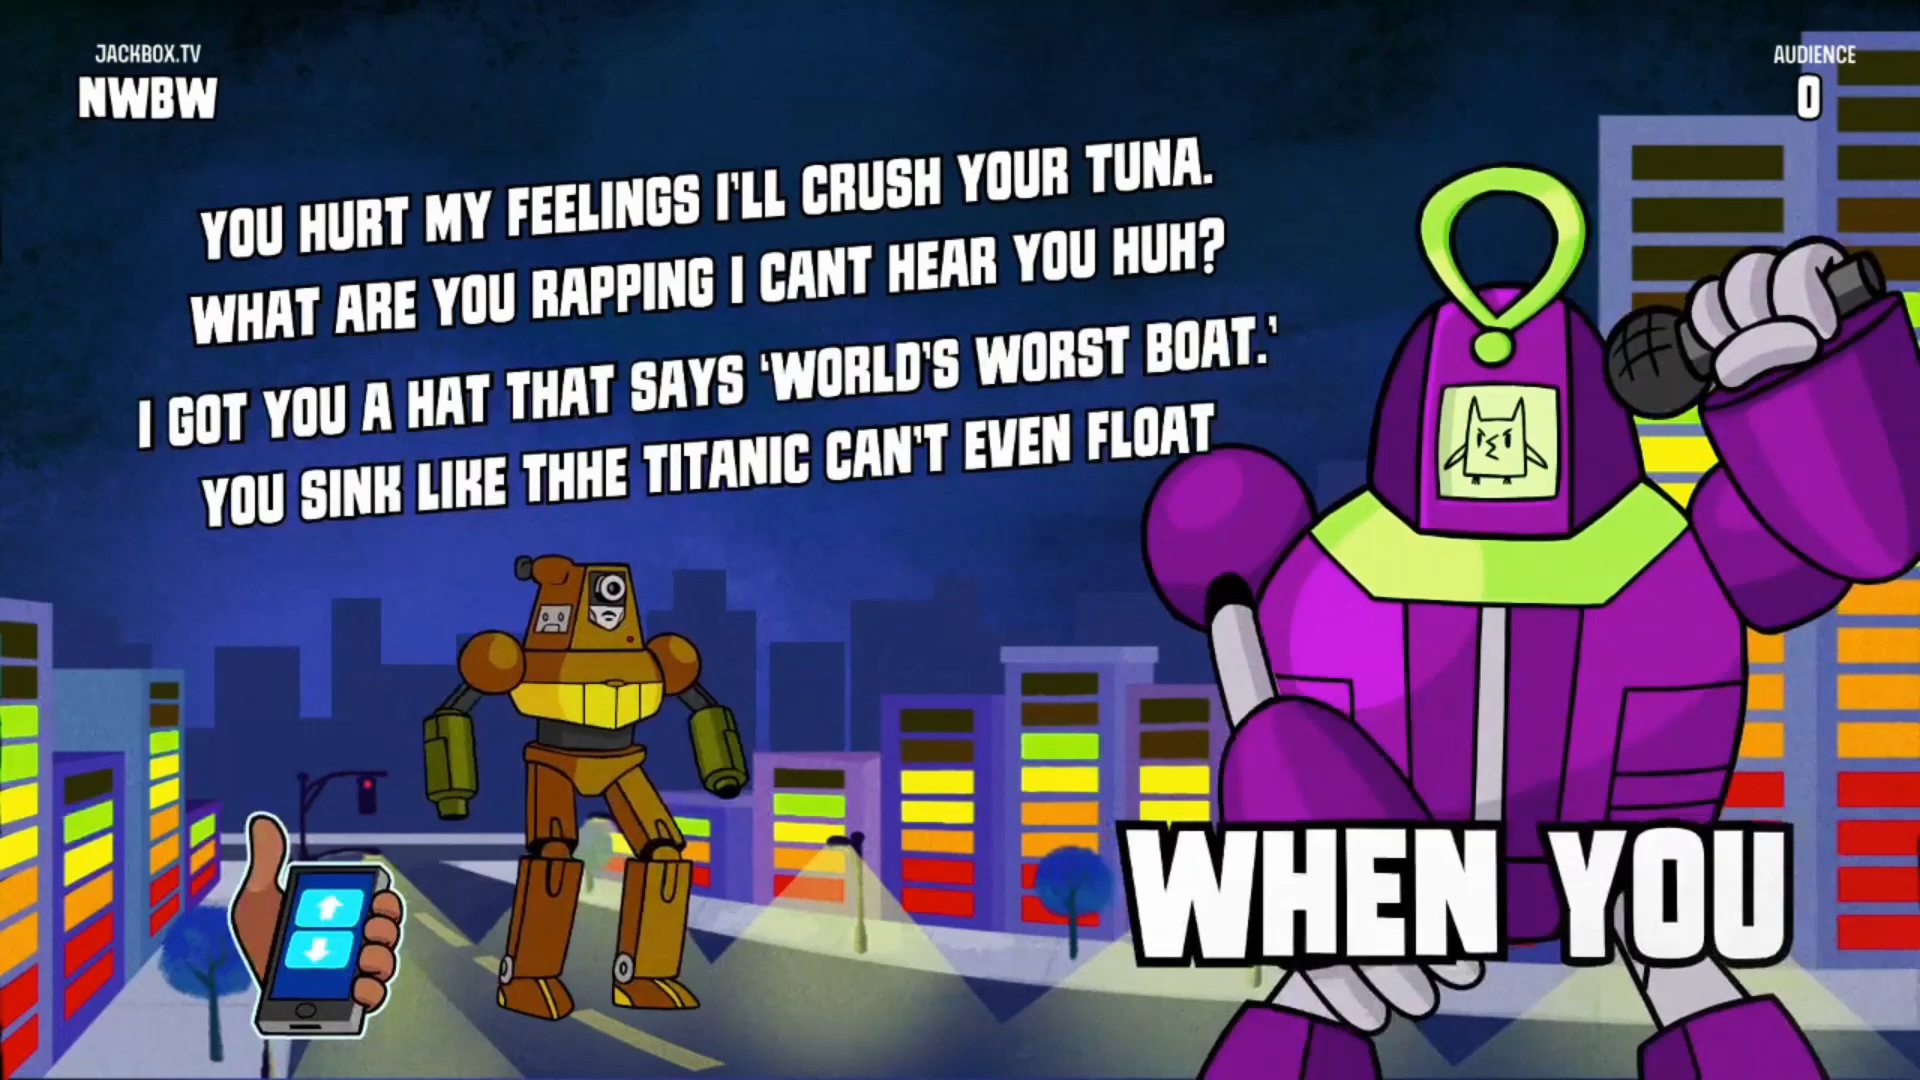 JACKBOX.TV
NWBW
AUDIENCE
0
YOU HURT MY FEELINGS I'LL CRUSH YOUR TUNA.
WHAT ARE YOU RAPPING I CANT HEAR YOU HUH?
I GOT YOU A HAT THAT SAYS 'WORLD'S WORST BOAT.'
YOU SINK LIKE THHE TITANIC CAN'T EVEN FLOAT
WHEN YOU